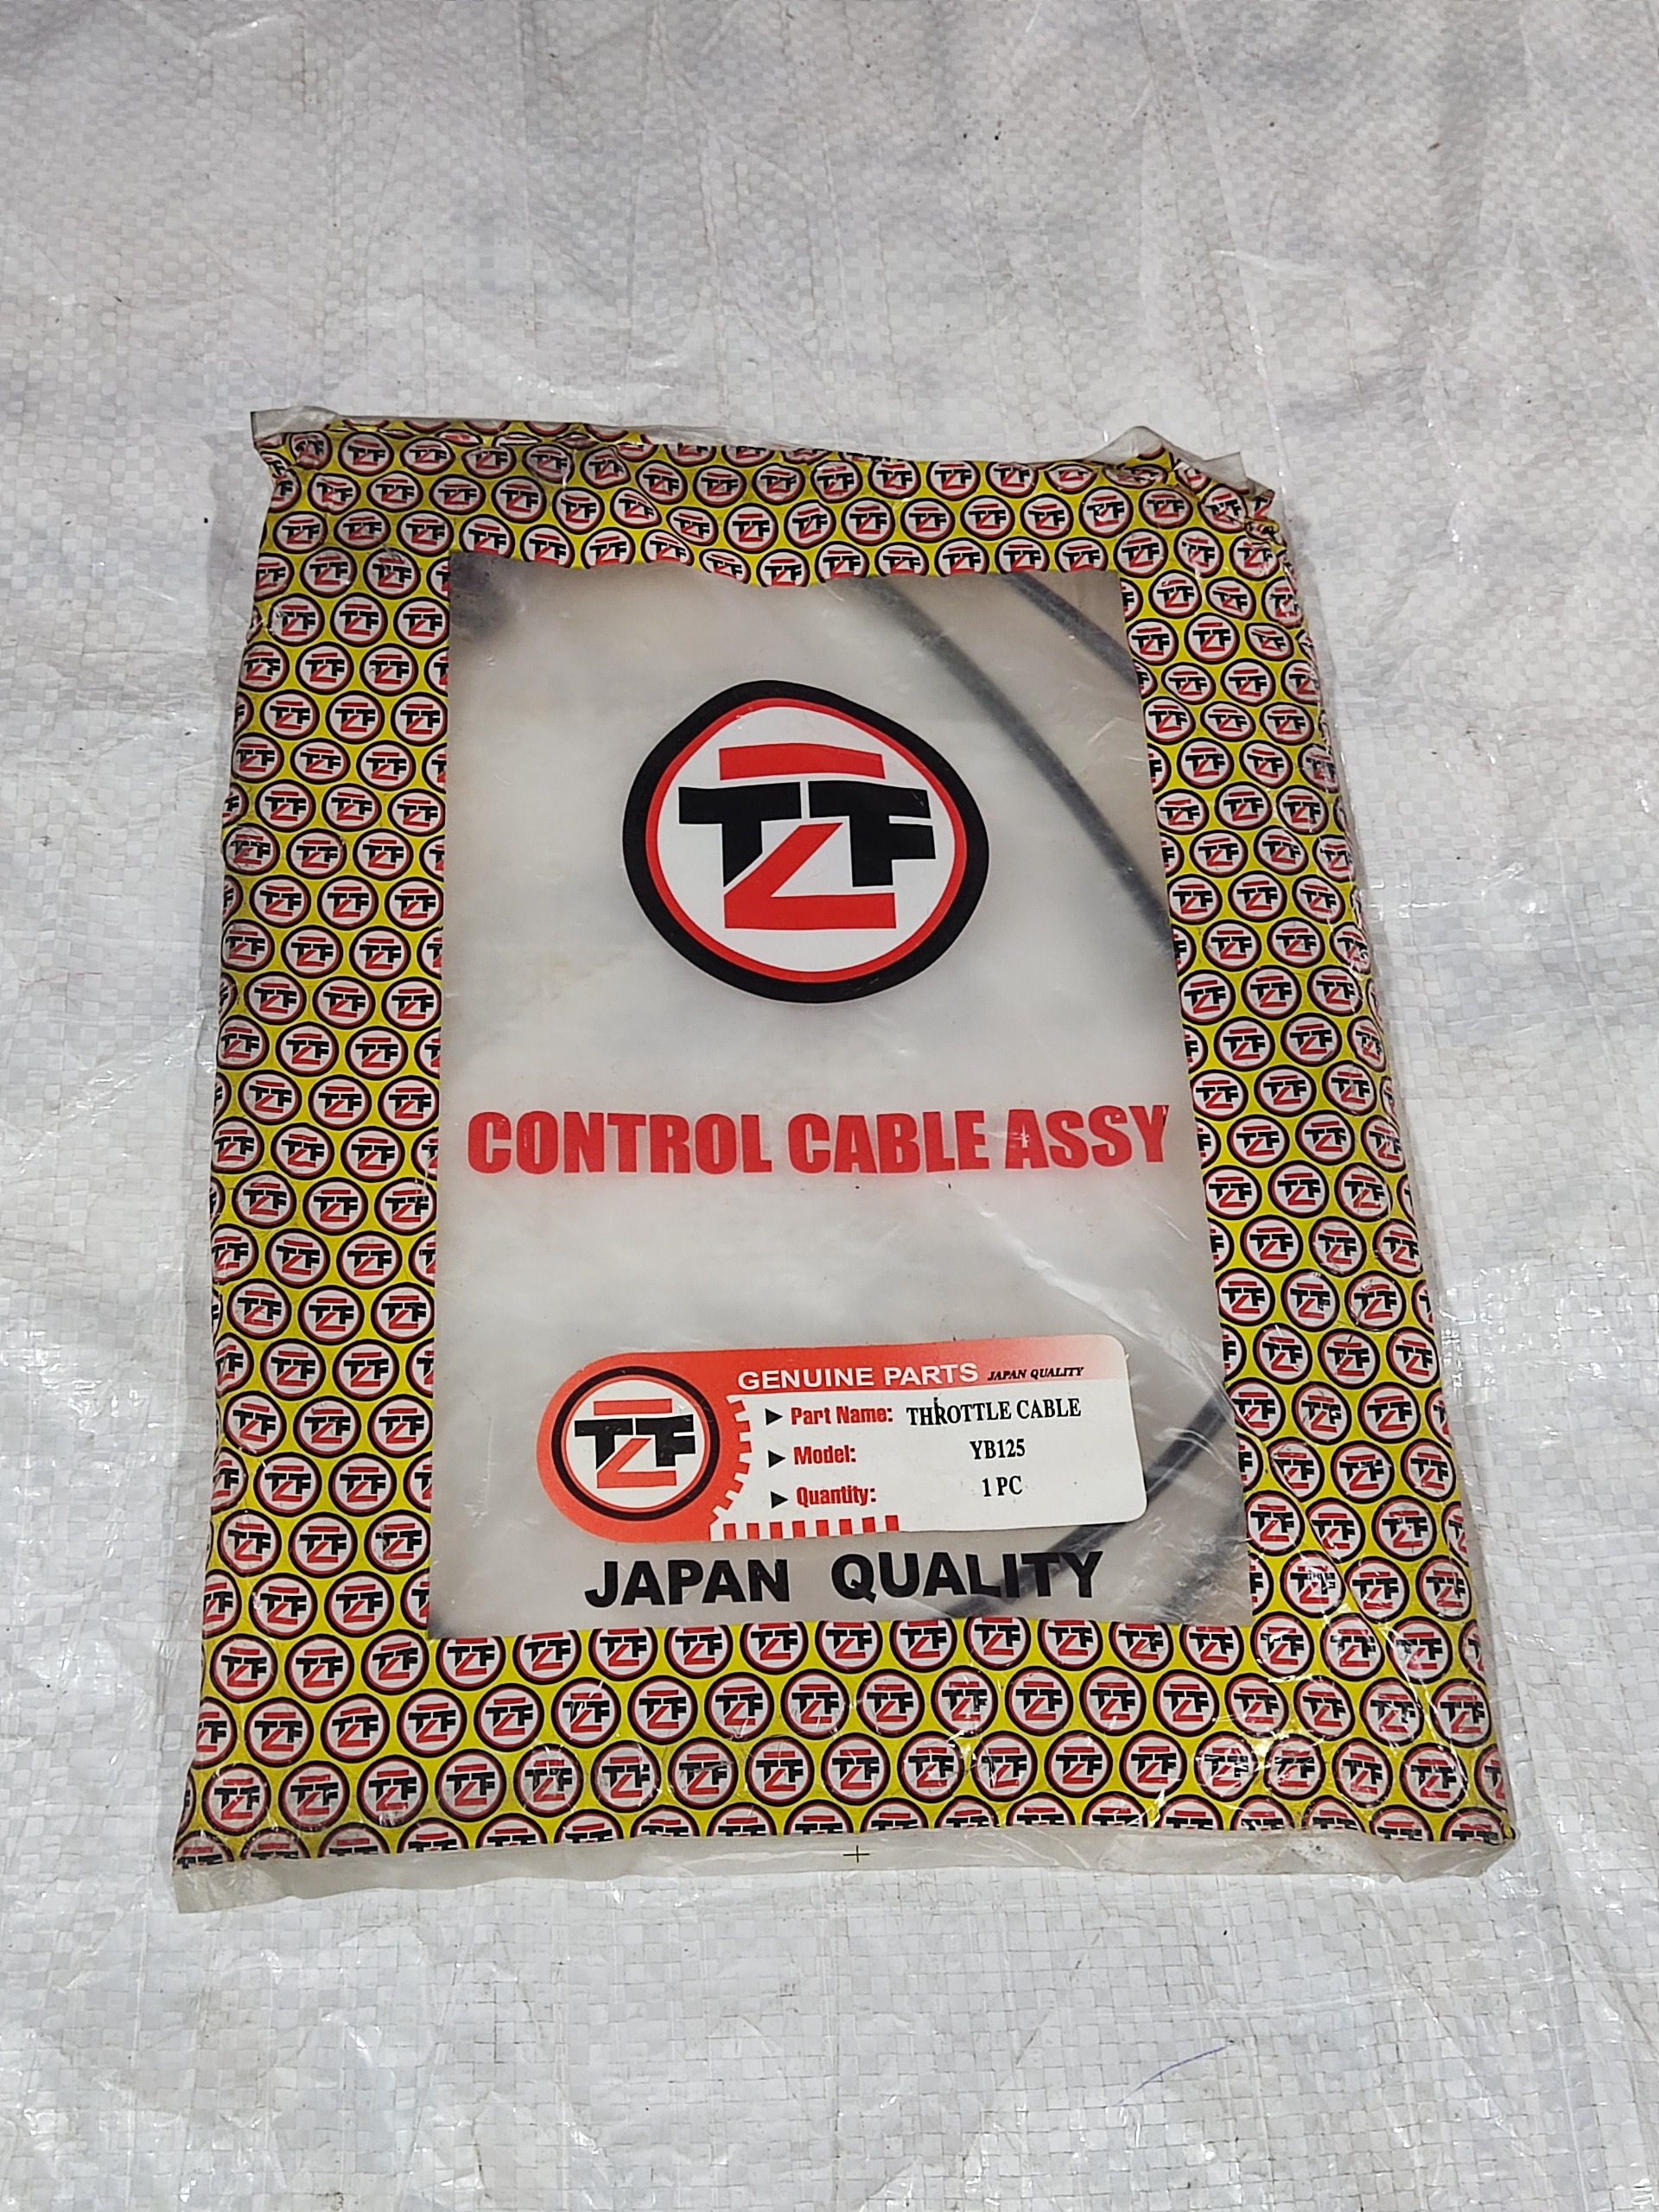 TZF
CONTROL CABLE ASSY
GENUINE PARTS JAPAN QUALITY
TZF
Part Name: THROTTLE CABLE
Model: YB125
Quantity: 1 PC
JAPAN QUALITY